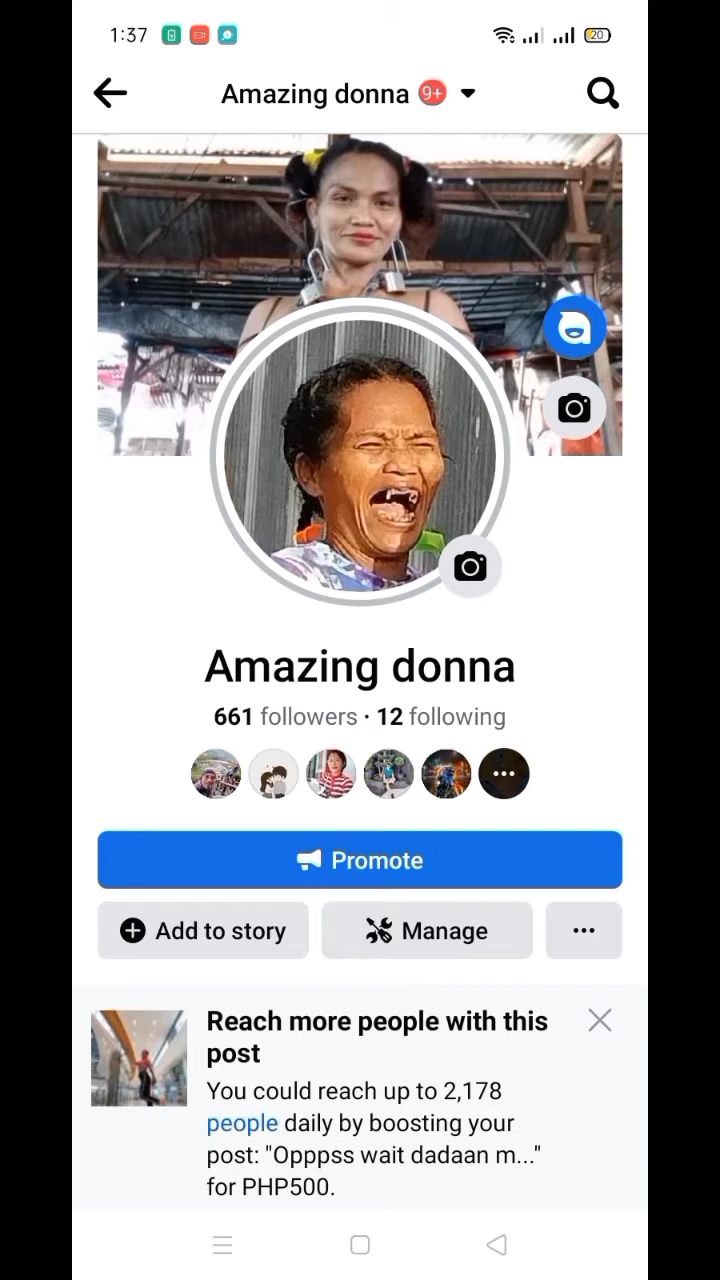 1:37
20
Amazing donna 9+
Amazing donna
661 followers · 12 following
Promote
Add to story
Manage
Reach more people with this
post
You could reach up to 2,178
people daily by boosting your
post: "Opppss wait dadaan m..."
for PHP500.